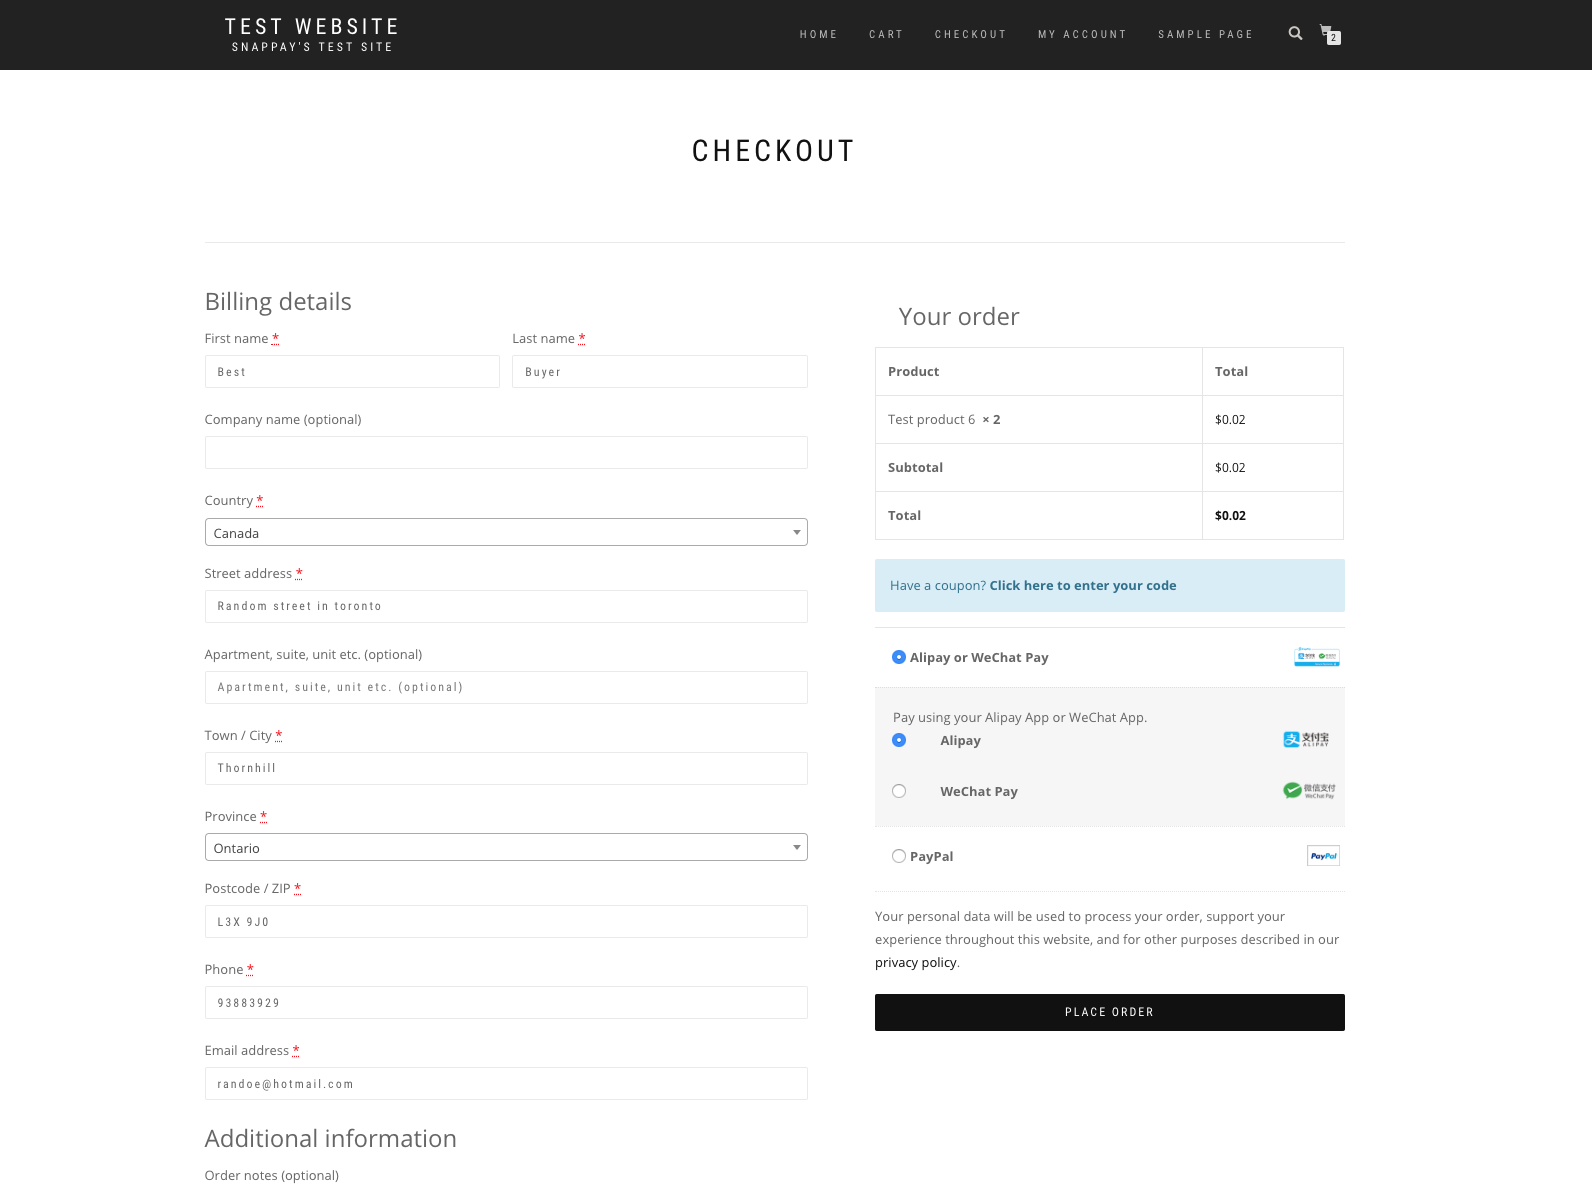 TEST WEBSITE
SNAPPAY'S TEST SITE
HOME CART CHECKOUT MY ACCOUNT SAMPLE PAGE 2
CHECKOUT
Billing details
First name * Last name *
Best Buyer
Company name (optional)
Country *
Canada
Street address *
Random street in toronto
Apartment, suite, unit etc. (optional)
Apartment, suite, unit etc. (optional)
Town / City *
Thornhill
Province *
Ontario
Postcode / ZIP *
L3X 9J0
Phone *
93883929
Email address *
randoe@hotmail.com
Additional information
Order notes (optional)
Your order
Product Total
Test product 6 × 2 $0.02
Subtotal $0.02
Total $0.02
Have a coupon? Click here to enter your code
Alipay or WeChat Pay
Pay using your Alipay App or WeChat App.
Alipay 支付宝
ALIPAY
WeChat Pay 微信支付
WeChat Pay
PayPal PayPal
Your personal data will be used to process your order, support your
experience throughout this website, and for other purposes described in our
privacy policy.
PLACE ORDER